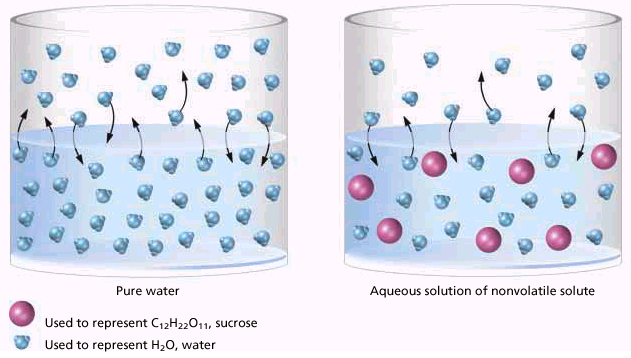 Pure water
Aqueous solution of nonvolatile solute
Used to represent C₁₂H₂₂O₁₁, sucrose
Used to represent H₂O, water